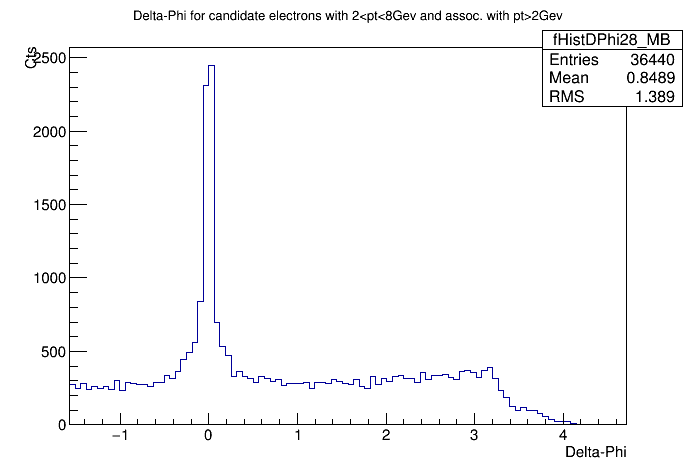 Delta-Phi for candidate electrons with 2<pt<8Gev and assoc. with pt>2Gev
fHistDPhi28_MB
Entries 36440
Mean 0.8489
RMS 1.389
Cts
2500
2000
1500
1000
500
0
−1 0 1 2 3 4
Delta-Phi